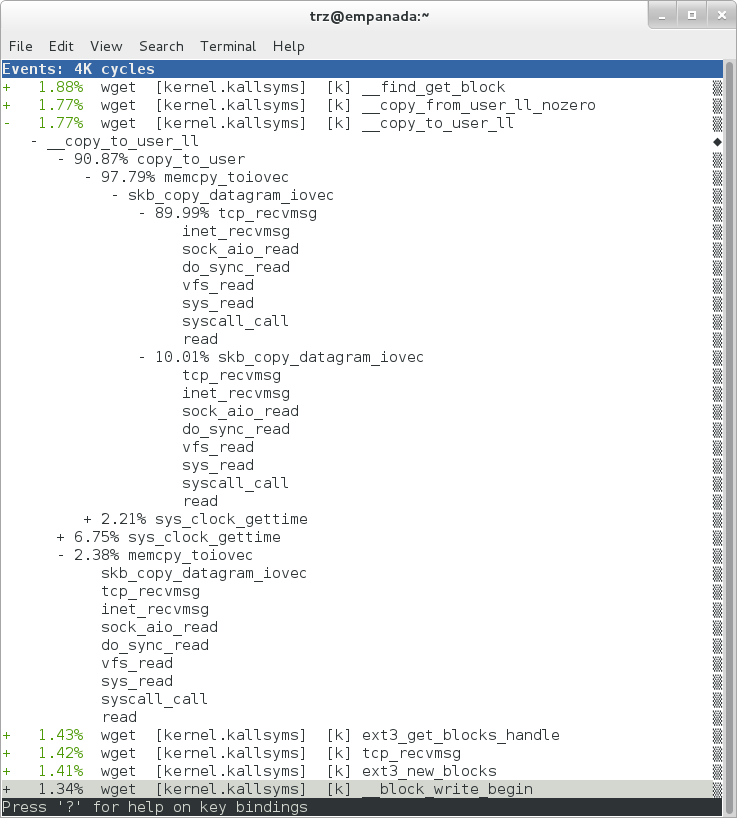 trz@empanada:~
File Edit View Search Terminal Help
Events: 4K cycles
+ 1.88% wget [kernel.kallsyms] [k] __find_get_block
+ 1.77% wget [kernel.kallsyms] [k] __copy_from_user_ll_nozero
- 1.77% wget [kernel.kallsyms] [k] __copy_to_user_ll
- __copy_to_user_ll
- 90.87% copy_to_user
- 97.79% memcpy_toiovec
- skb_copy_datagram_iovec
- 89.99% tcp_recvmsg
inet_recvmsg
sock_aio_read
do_sync_read
vfs_read
sys_read
syscall_call
read
- 10.01% skb_copy_datagram_iovec
tcp_recvmsg
inet_recvmsg
sock_aio_read
do_sync_read
vfs_read
sys_read
syscall_call
read
+ 2.21% sys_clock_gettime
+ 6.75% sys_clock_gettime
- 2.38% memcpy_toiovec
skb_copy_datagram_iovec
tcp_recvmsg
inet_recvmsg
sock_aio_read
do_sync_read
vfs_read
sys_read
syscall_call
read
+ 1.43% wget [kernel.kallsyms] [k] ext3_get_blocks_handle
+ 1.42% wget [kernel.kallsyms] [k] tcp_recvmsg
+ 1.41% wget [kernel.kallsyms] [k] ext3_new_blocks
+ 1.34% wget [kernel.kallsyms] [k] __block_write_begin
Press '?' for help on key bindings